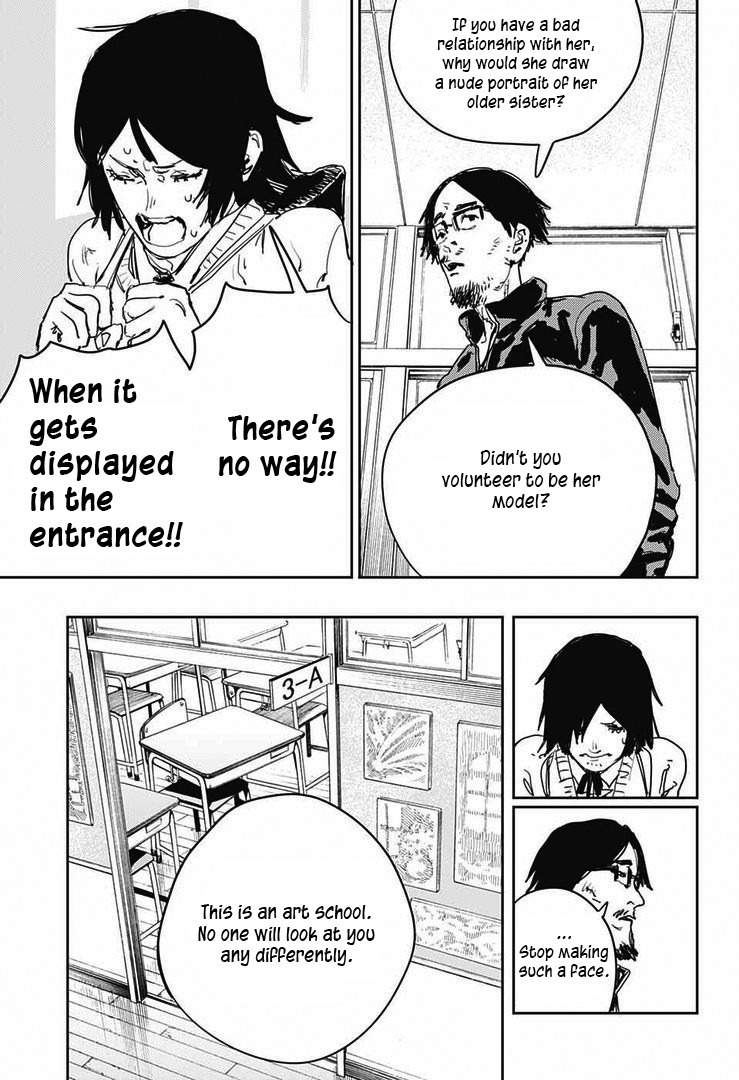 If you have a bad
relationship with her,
why would she draw
a nude portrait of her
older sister?
Didn't you
volunteer to be her
model?
There's
no way!!
When it
gets
displayed
in the
entrance!!
...
Stop making
such a face.
3-A
This is an art school.
No one will look at you
any differently.